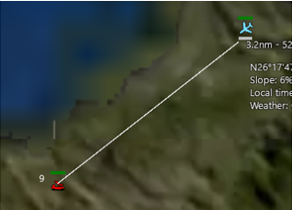 3.2nm - 52
N26°17'47
Slope: 6%
Local time
Weather:
9